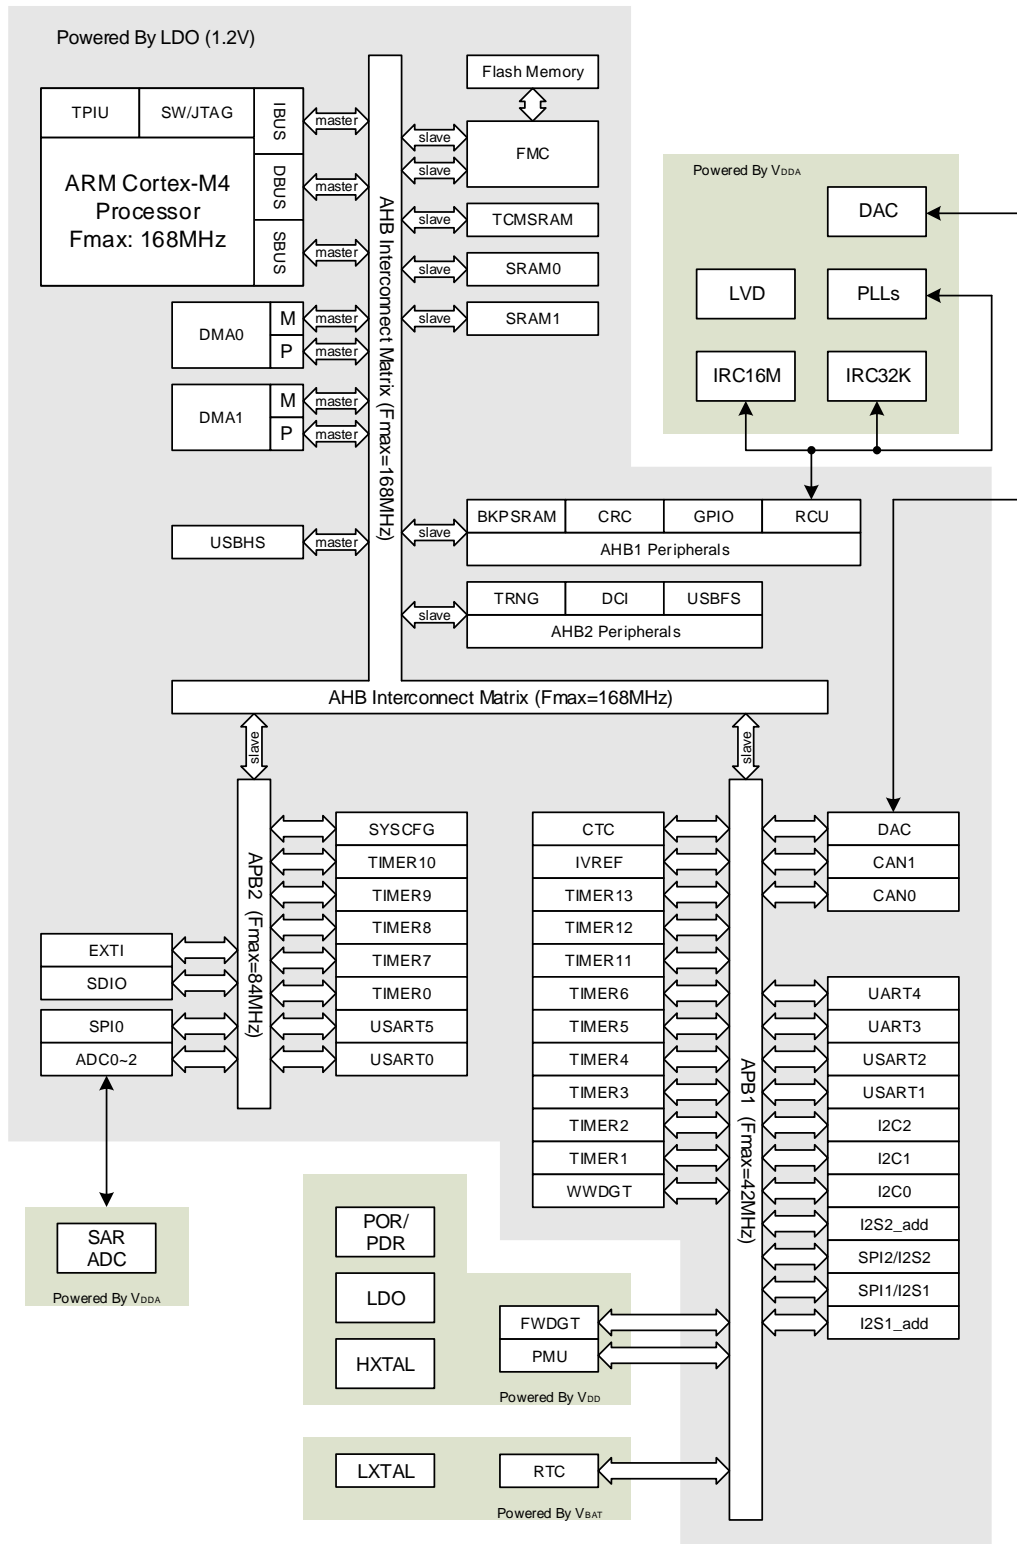 Powered By LDO (1.2V)
TPIU
SW/JTAG
IBUS
ARM Cortex-M4
Processor
Fmax: 168MHz
DBUS
SBUS
master
master
master
DMA0
M
P
master
master
DMA1
M
P
master
master
USBHS
master
AHB Interconnect Matrix (Fmax=168MHz)
Flash Memory
slave
slave
FMC
slave
TCMSRAM
slave
SRAM0
slave
SRAM1
Powered By VDDA
DAC
LVD
PLLs
IRC16M
IRC32K
slave
BKPSRAM
CRC
GPIO
RCU
AHB1 Peripherals
slave
TRNG
DCI
USBFS
AHB2 Peripherals
AHB Interconnect Matrix (Fmax=168MHz)
slave
slave
APB2 (Fmax=84MHz)
EXTI
SDIO
SPI0
ADC0~2
SYSCFG
TIMER10
TIMER9
TIMER8
TIMER7
TIMER0
USART5
USART0
SAR
ADC
Powered By VDDA
CTC
IVREF
TIMER13
TIMER12
TIMER11
TIMER6
TIMER5
TIMER4
TIMER3
TIMER2
TIMER1
WWDGT
APB1 (Fmax=42MHz)
DAC
CAN1
CAN0
UART4
UART3
USART2
USART1
I2C2
I2C1
I2C0
I2S2_add
SPI2/I2S2
SPI1/I2S1
I2S1_add
POR/
PDR
LDO
HXTAL
FWDGT
PMU
Powered By VDD
LXTAL
RTC
Powered By VBAT